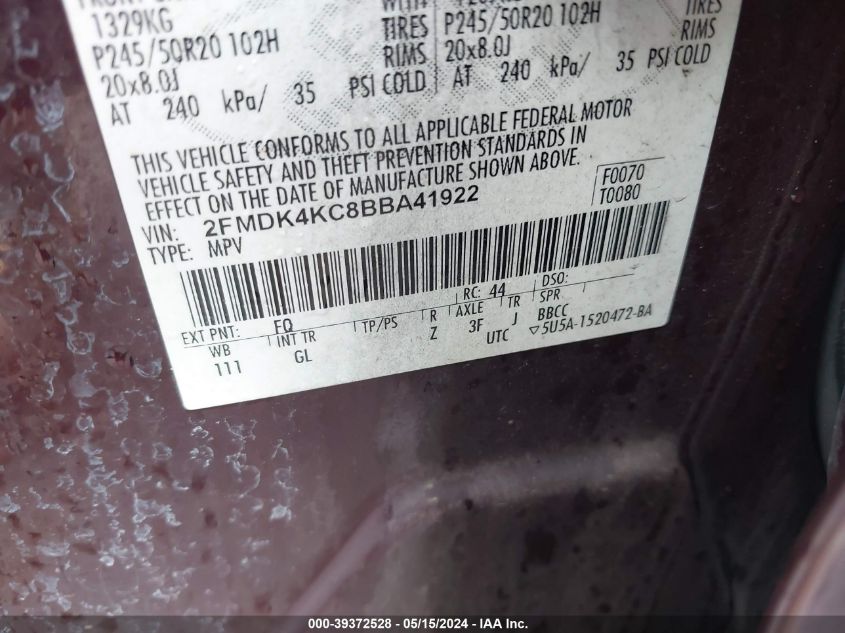 1329KG WITH
P245/50R20 102H TIRES P245/50R20 102H TIRES
20x8.0J RIMS 20x8.0J RIMS
AT 240 kPa/ 35 PSI COLD AT 240 kPa/ 35 PSI COLD
THIS VEHICLE CONFORMS TO ALL APPLICABLE FEDERAL MOTOR
VEHICLE SAFETY AND THEFT PREVENTION STANDARDS IN
EFFECT ON THE DATE OF MANUFACTURE SHOWN ABOVE.
VIN: 2FMDK4KC8BBA41922 F0070
TYPE: MPV T0080
EXT PNT: FQ RC: 44 DSO:
WB INT TR TP/PS R AXLE TR SPR
111 GL Z 3F J BBCC
UTC ▽5U5A-1520472-BA
000-39372528 - 05/15/2024 - IAA Inc.